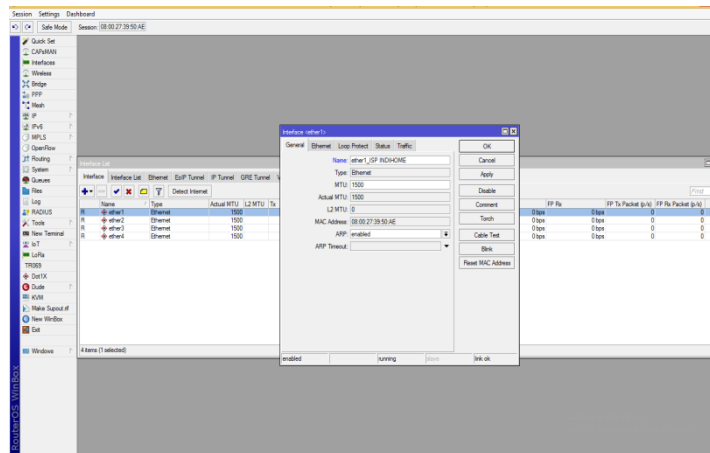 Session Settings Dashboard
Safe Mode Session: 08:00:27:39:50:AE
Quick Set
CAPsMAN
Interfaces
Wireless
Bridge
PPP
Mesh
IP
IPv6
MPLS
OpenFlow
Routing
System
Queues
Files
Log
RADIUS
Tools
New Terminal
IoT
LoRa
TR069
Dot1X
Dude
KVM
Make Supout.rif
New WinBox
Exit
Windows
RouterOS WinBox
Interface List
Interface Interface List Ethernet EoIP Tunnel IP Tunnel GRE Tunnel
Detect Internet
Find
Name Type Actual MTU L2 MTU Tx FP Rx FP Tx Packet (p/s) FP Rx Packet (p/s)
R ether1 Ethernet 1500 0 bps 0 bps 0 0
R ether2 Ethernet 1500 0 bps 0 bps 0 0
R ether3 Ethernet 1500 0 bps 0 bps 0 0
R ether4 Ethernet 1500 0 bps 0 bps 0 0
4 items (1 selected)
Interface <ether1>
General Ethernet Loop Protect Status Traffic
Name: ether1_ISP INDIHOME
Type: Ethernet
MTU: 1500
Actual MTU: 1500
L2 MTU: 0
MAC Address: 08:00:27:39:50:AE
ARP: enabled
ARP Timeout:
OK
Cancel
Apply
Disable
Comment
Torch
Cable Test
Blink
Reset MAC Address
enabled running slave link ok